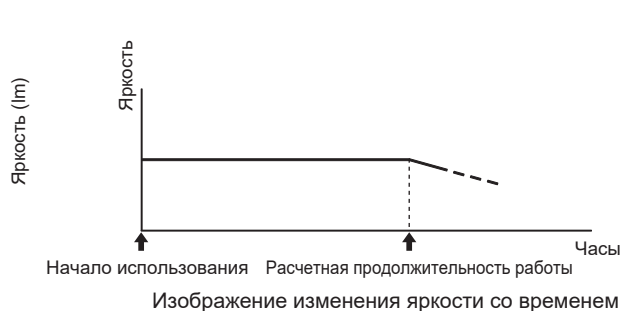 Яркость (lm)
Яркость
Часы
Начало использования
Расчетная продолжительность работы
Изображение изменения яркости со временем